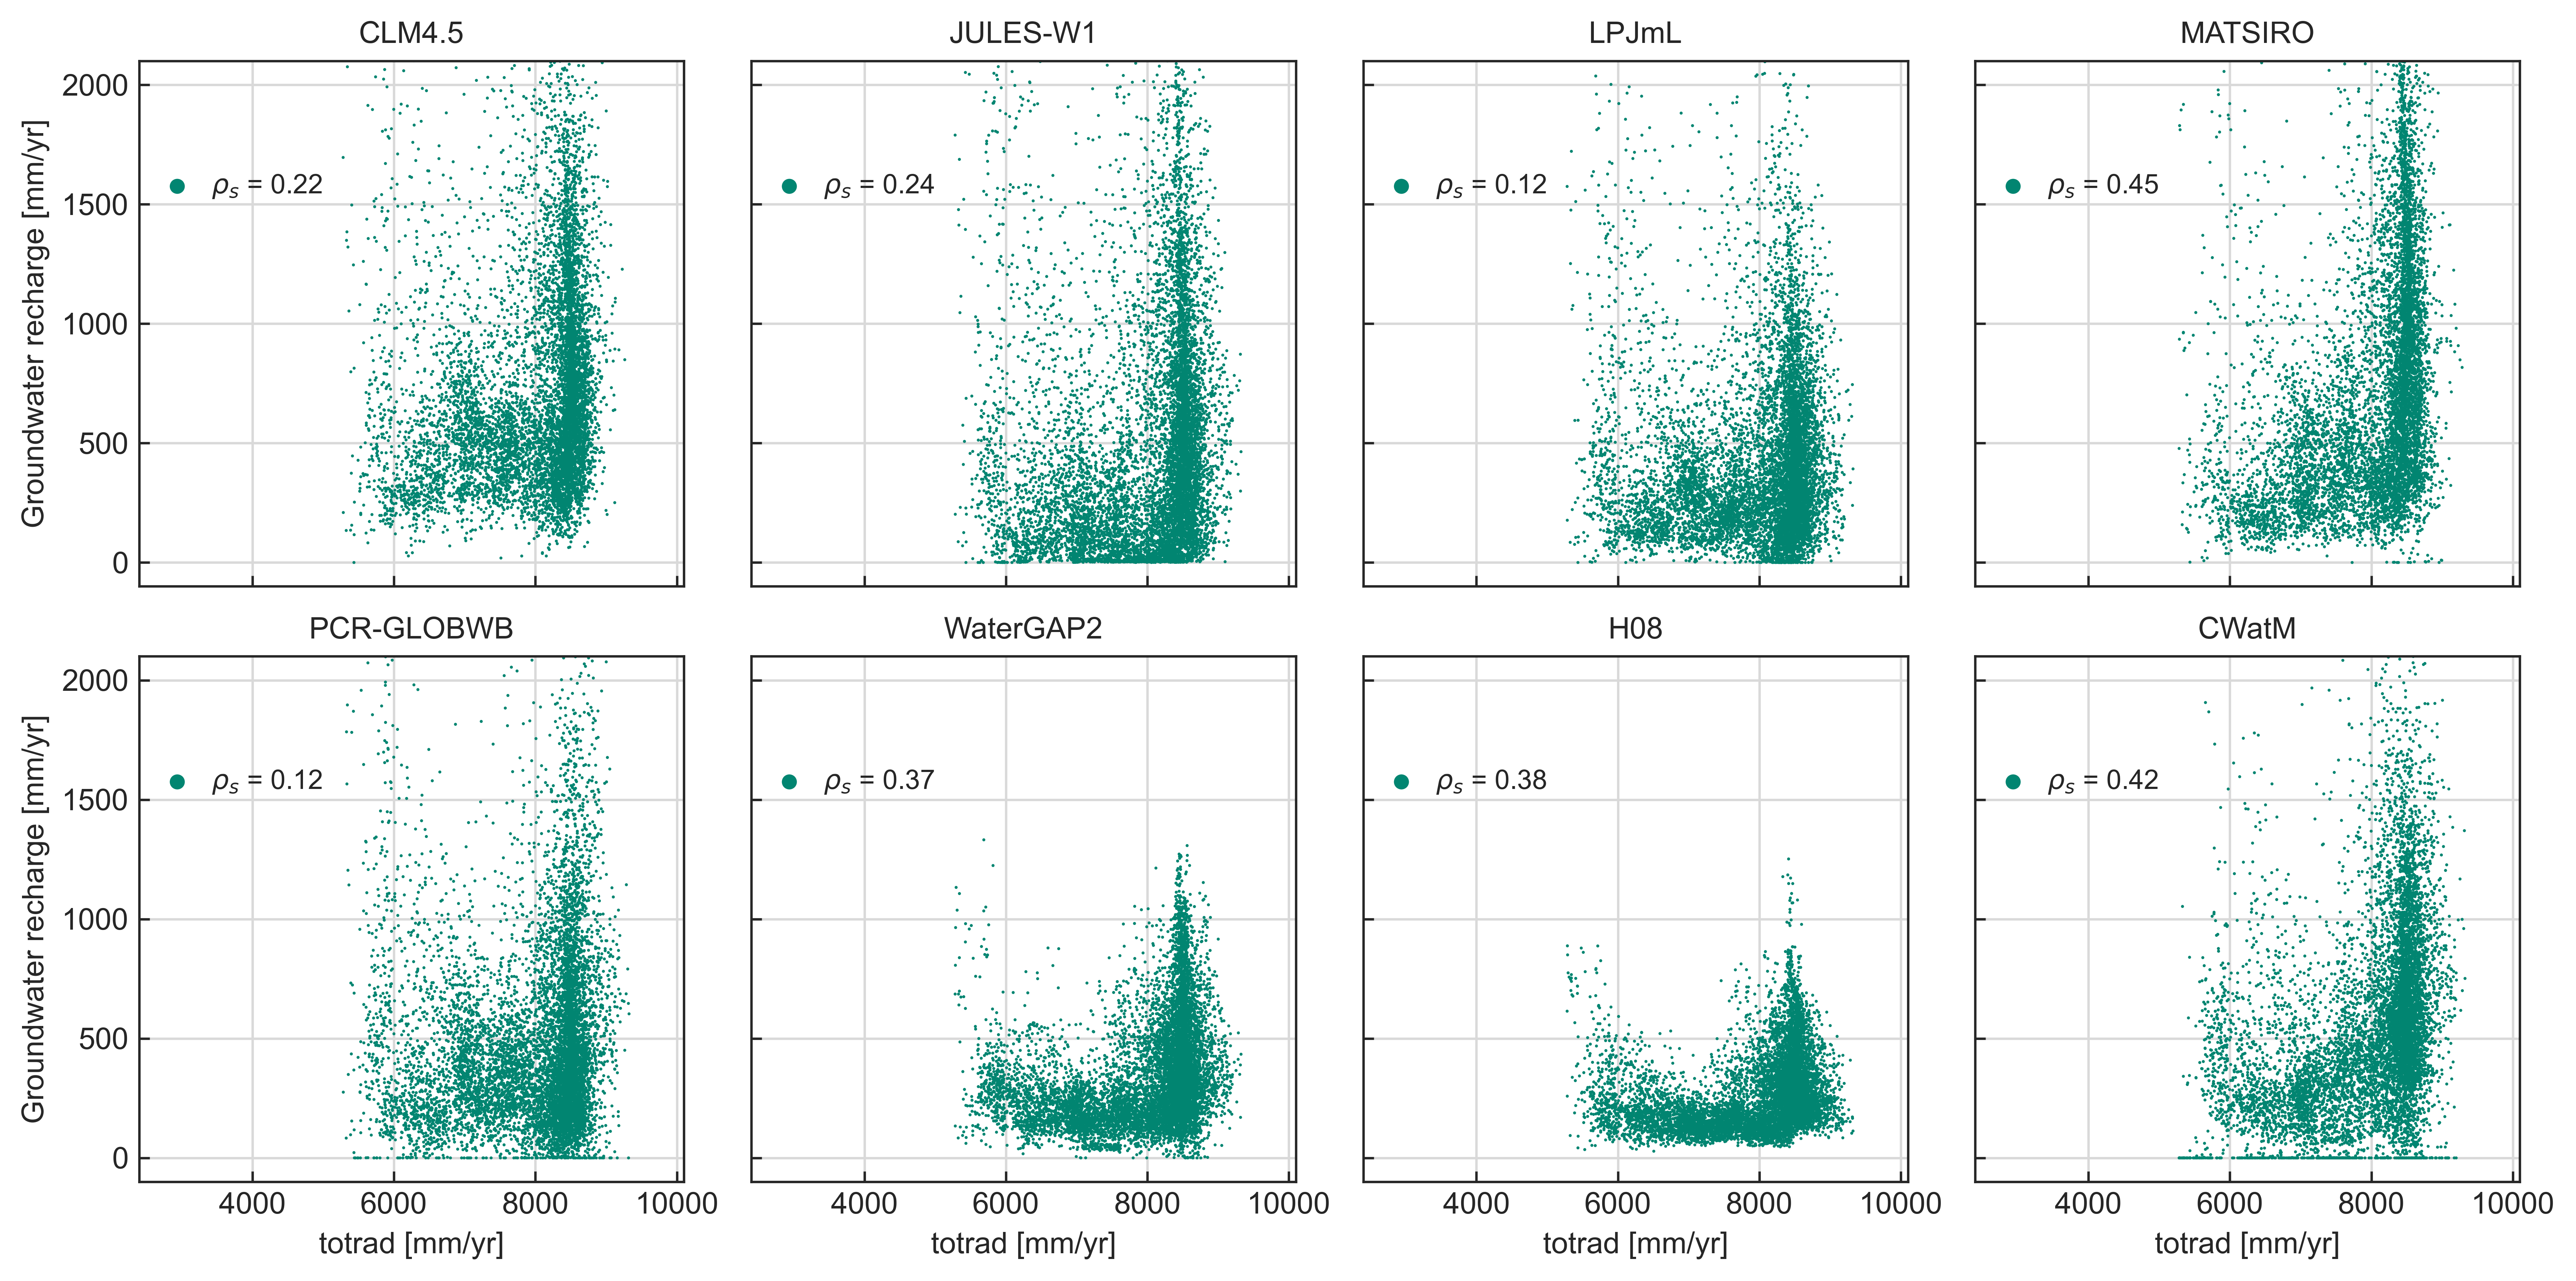 CLM4.5
JULES-W1
LPJmL
MATSIRO
Groundwater recharge [mm/yr]
2000
1500
1000
500
0
ρs = 0.22
ρs = 0.24
ρs = 0.12
ρs = 0.45
PCR-GLOBWB
WaterGAP2
H08
CWatM
Groundwater recharge [mm/yr]
2000
1500
1000
500
0
ρs = 0.12
ρs = 0.37
ρs = 0.38
ρs = 0.42
4000 6000 8000 10000
4000 6000 8000 10000
4000 6000 8000 10000
4000 6000 8000 10000
totrad [mm/yr]
totrad [mm/yr]
totrad [mm/yr]
totrad [mm/yr]